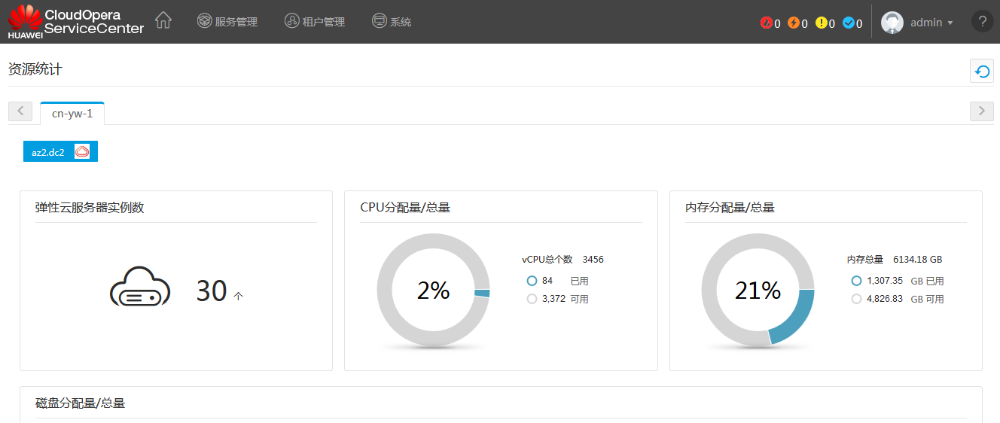 HUAWEI
CloudOpera
ServiceCenter
服务管理
租户管理
系统
0
0
0
0
admin
?
资源统计
cn-yw-1
az2.dc2
弹性云服务器实例数
30 个
CPU分配量/总量
2%
vCPU总个数 3456
84 已用
3,372 可用
内存分配量/总量
21%
内存总量 6134.18 GB
1,307.35 GB 已用
4,826.83 GB 可用
磁盘分配量/总量